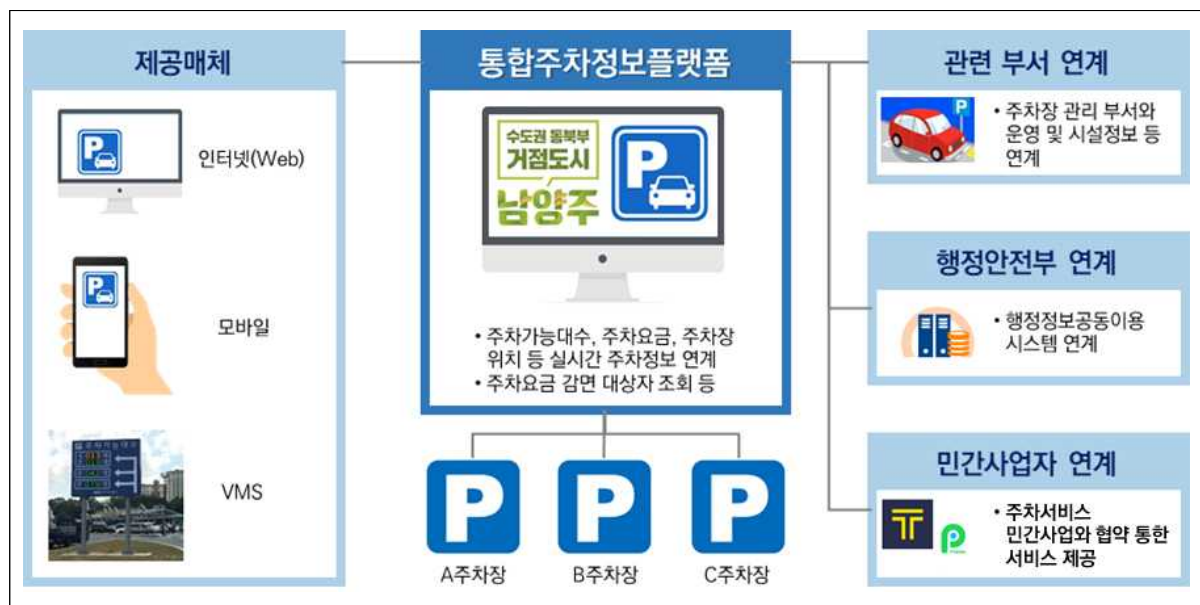 제공매체
인터넷(Web)
모바일
VMS
통합주차정보플랫폼
수도권 동북부
거점도시
남양주
P
• 주차가능대수, 주차요금, 주차장
위치 등 실시간 주차정보 연계
• 주차요금 감면 대상자 조회 등
P
P
P
A주차장
B주차장
C주차장
관련 부서 연계
P
• 주차장 관리 부서와
운영 및 시설정보 등
연계
행정안전부 연계
• 행정정보공동이용
시스템 연계
민간사업자 연계
• 주차서비스
민간사업와 협약 통한
서비스 제공
P
P